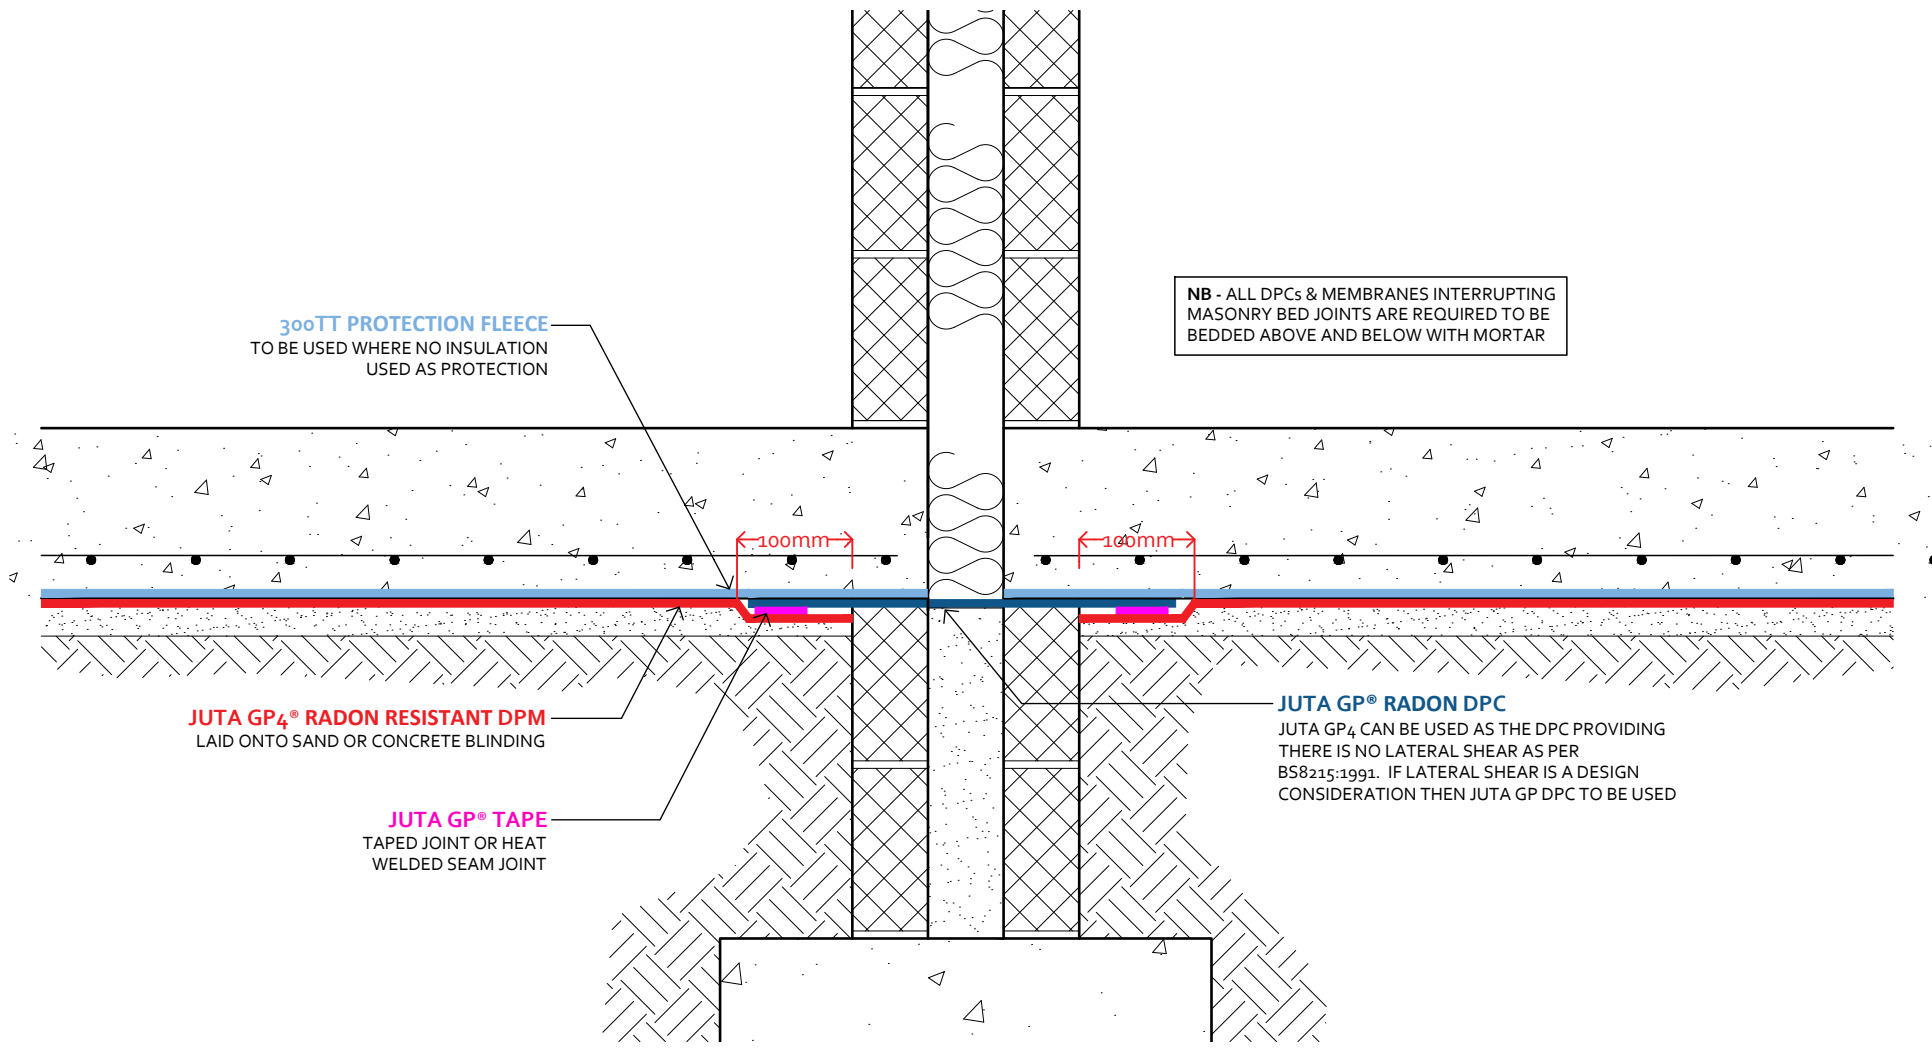 300TT PROTECTION FLEECE
TO BE USED WHERE NO INSULATION
USED AS PROTECTION
NB - ALL DPCs & MEMBRANES INTERRUPTING
MASONRY BED JOINTS ARE REQUIRED TO BE
BEDDED ABOVE AND BELOW WITH MORTAR
100mm
100mm
JUTA GP4® RADON RESISTANT DPM
LAID ONTO SAND OR CONCRETE BLINDING
JUTA GP® TAPE
TAPED JOINT OR HEAT
WELDED SEAM JOINT
JUTA GP® RADON DPC
JUTA GP4 CAN BE USED AS THE DPC PROVIDING
THERE IS NO LATERAL SHEAR AS PER
BS8215:1991. IF LATERAL SHEAR IS A DESIGN
CONSIDERATION THEN JUTA GP DPC TO BE USED